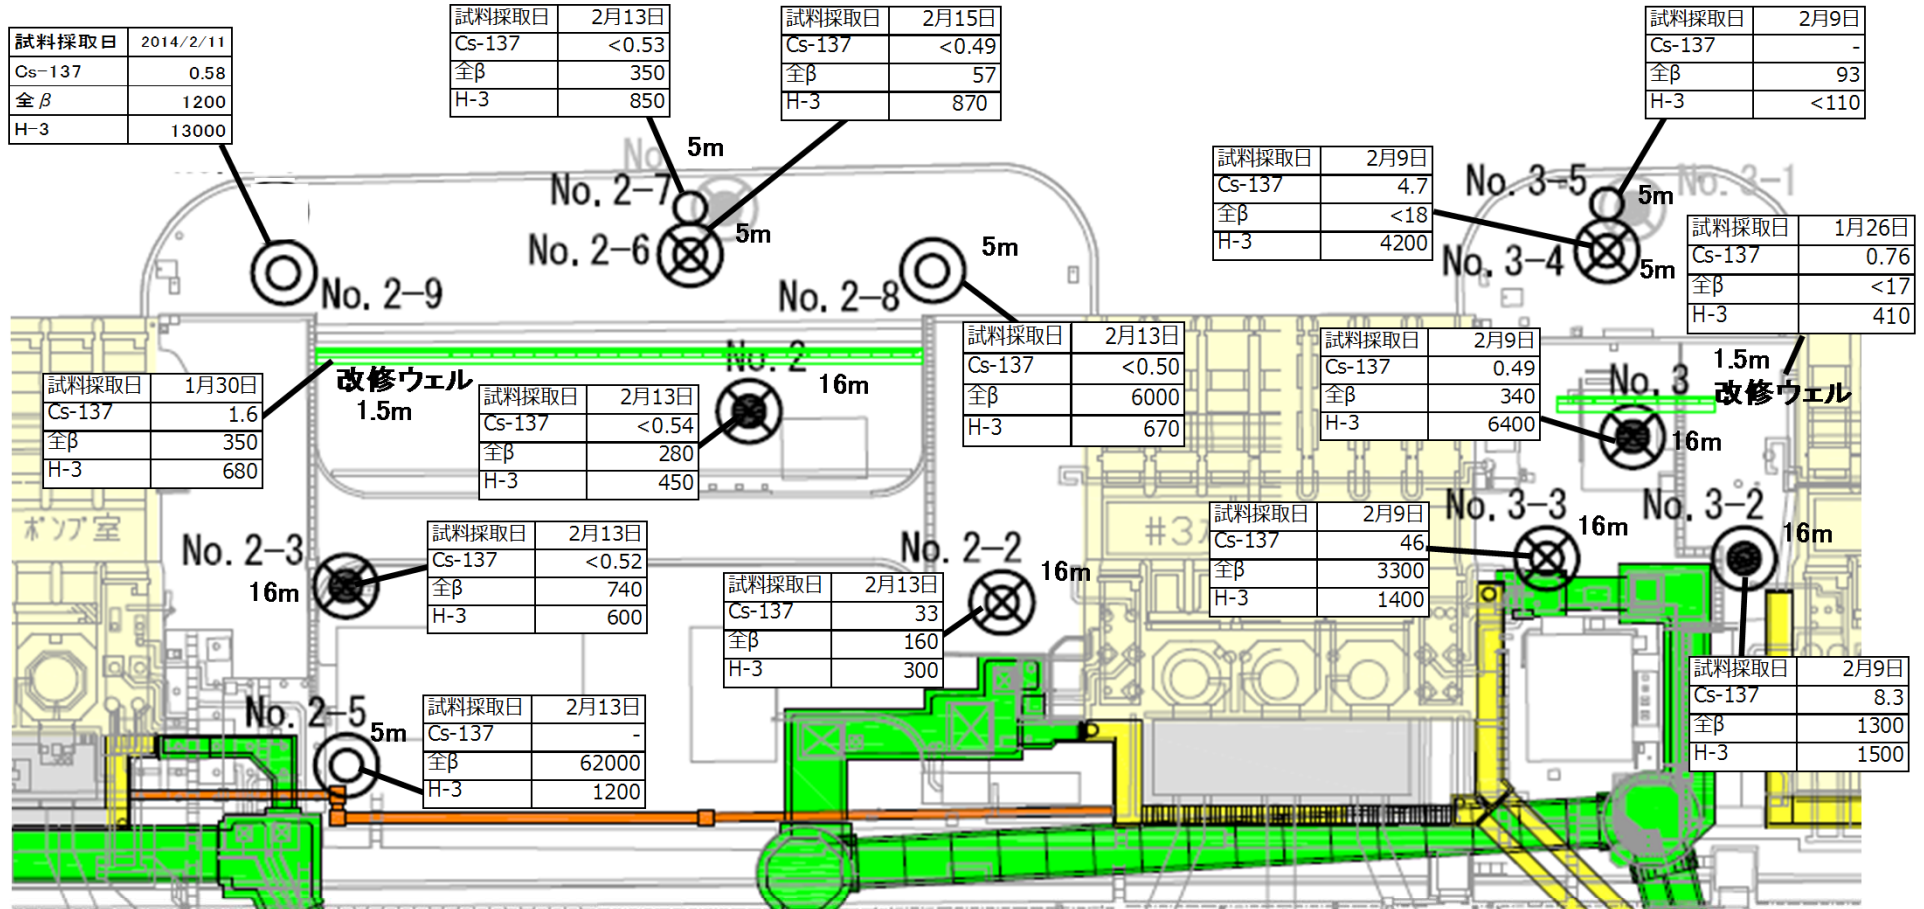 試料採取日 2014/2/11
Cs-137 0.58
全β 1200
H-3 13000
試料採取日 2月13日
Cs-137 <0.53
全β 350
H-3 850
試料採取日 2月15日
Cs-137 <0.49
全β 57
H-3 870
試料採取日 2月9日
Cs-137 -
全β 93
H-3 <110
試料採取日 2月9日
Cs-137 4.7
全β <18
H-3 4200
試料採取日 1月26日
Cs-137 0.76
全β <17
H-3 410
No
5m
No. 2-7
No. 2-6
5m
No. 2-9
No. 2-8
5m
No. 3-5
5m
No. 3-1
No. 3-4
5m
試料採取日 1月30日
Cs-137 1.6
全β 350
H-3 680
改修ウェル
1.5m
試料採取日 2月13日
Cs-137 <0.54
全β 280
H-3 450
No. 2
16m
試料採取日 2月13日
Cs-137 <0.50
全β 6000
H-3 670
試料採取日 2月9日
Cs-137 0.49
全β 340
H-3 6400
No. 3
16m
1.5m
改修ウェル
ポンプ室
No. 2-3
16m
試料採取日 2月13日
Cs-137 <0.52
全β 740
H-3 600
No. 2-2
16m
試料採取日 2月13日
Cs-137 33
全β 160
H-3 300
#3
試料採取日 2月9日
Cs-137 46
全β 3300
H-3 1400
No. 3-3
16m
No. 3-2
16m
試料採取日 2月9日
Cs-137 8.3
全β 1300
H-3 1500
No. 2-5
5m
試料採取日 2月13日
Cs-137 -
全β 62000
H-3 1200